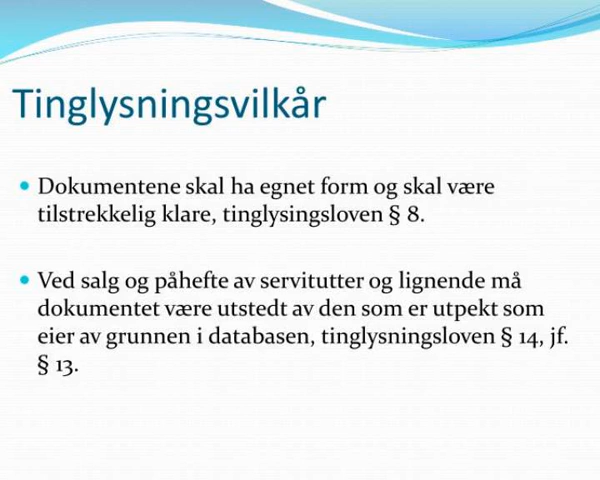 Tinglysningsvilkår
Dokumentene skal ha egnet form og skal være
tilstrekkelig klare, tinglysingsloven § 8.
Ved salg og påhefte av servitutter og lignende må
dokumentet være utstedt av den som er utpekt som
eier av grunnen i databasen, tinglysningsloven § 14, jf.
§ 13.